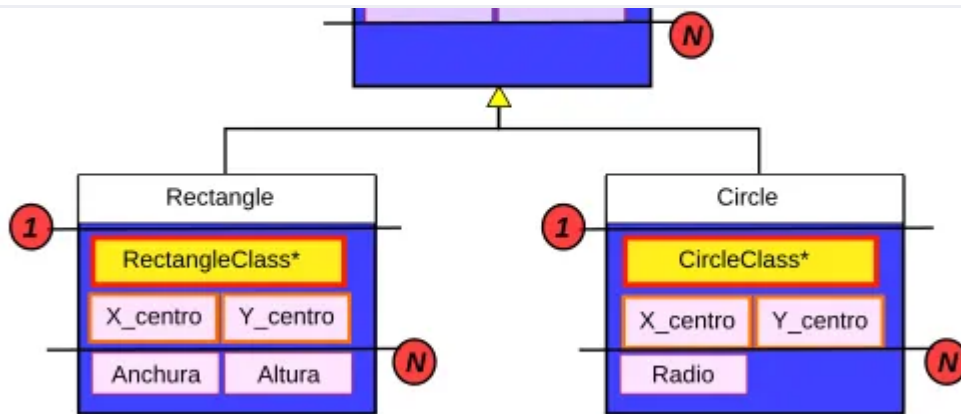 N
Rectangle
Circle
1
1
RectangleClass*
CircleClass*
X_centro Y_centro
X_centro Y_centro
N
N
Anchura Altura
Radio